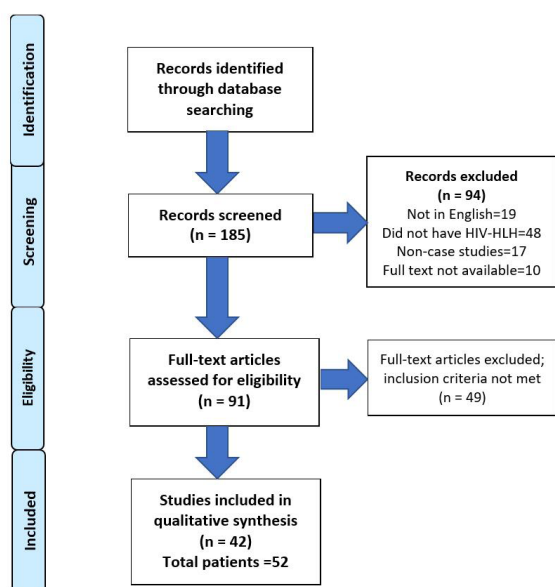 Identification
Records identified
through database
searching
Screening
Records screened
(n = 185)
Records excluded
(n = 94)
Not in English=19
Did not have HIV-HLH=48
Non-case studies=17
Full text not available=10
Eligibility
Full-text articles
assessed for eligibility
(n = 91)
Full-text articles excluded;
inclusion criteria not met
(n = 49)
Included
Studies included in
qualitative synthesis
(n = 42)
Total patients =52